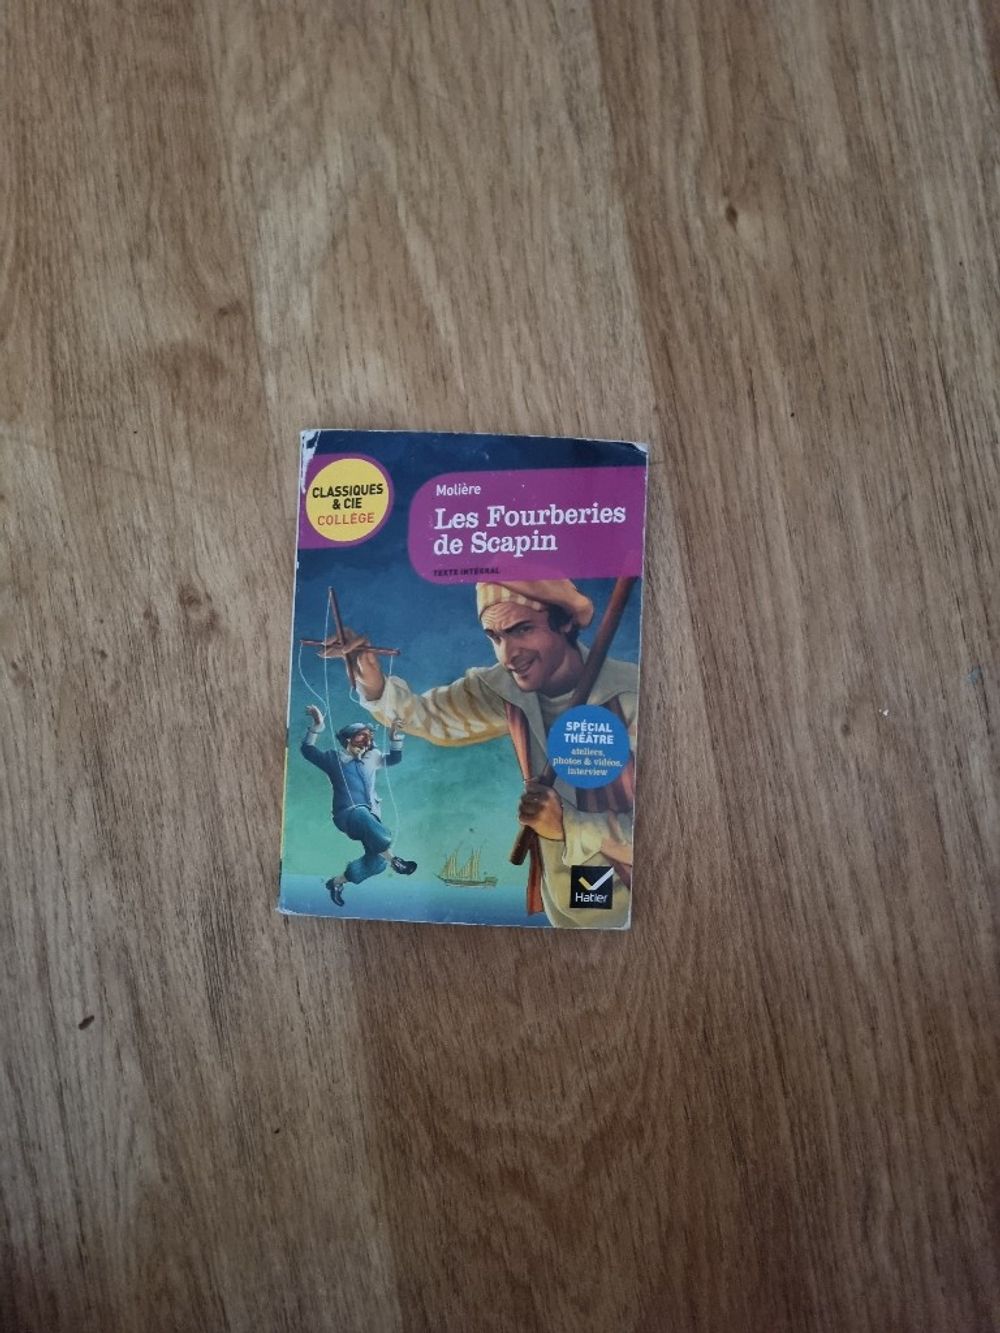 CLASSIQUES
& CIE
COLLÈGE
Molière
Les Fourberies
de Scapin
TEXTE INTÉGRAL
SPÉCIAL
THÉÂTRE
ateliers,
photos & vidéos,
interview
Hatier